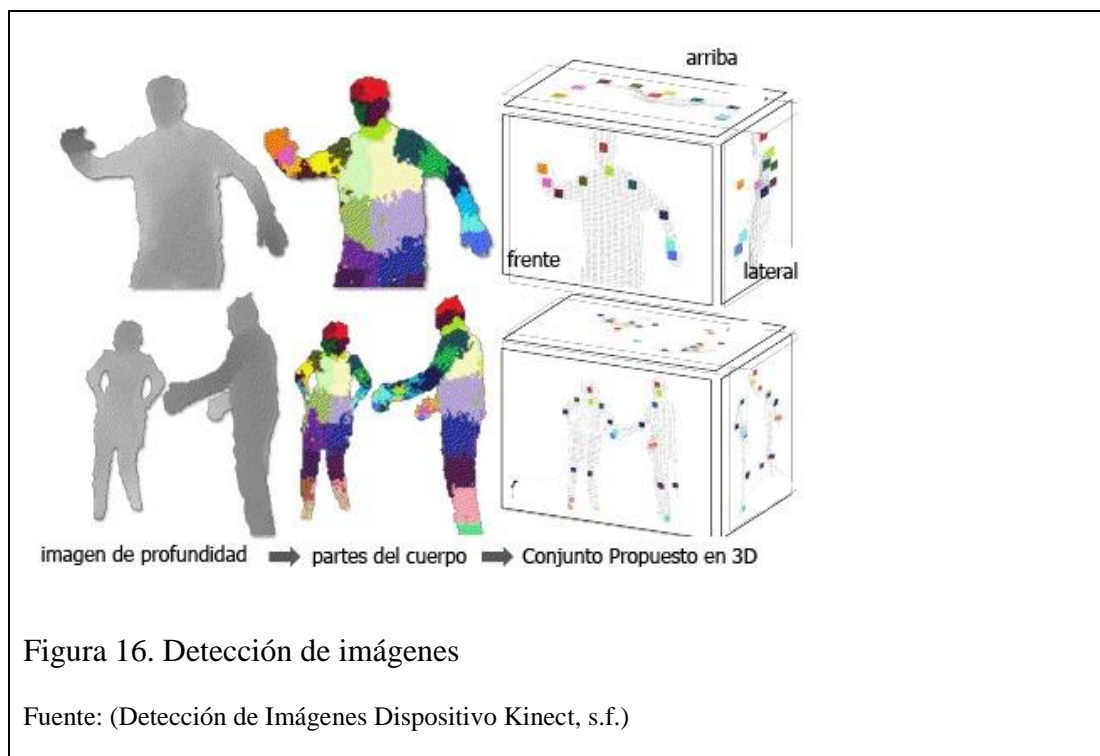 arriba
frente
lateral
imagen de profundidad
partes del cuerpo
Conjunto Propuesto en 3D
Figura 16. Detección de imágenes
Fuente: (Detección de Imágenes Dispositivo Kinect, s.f.)